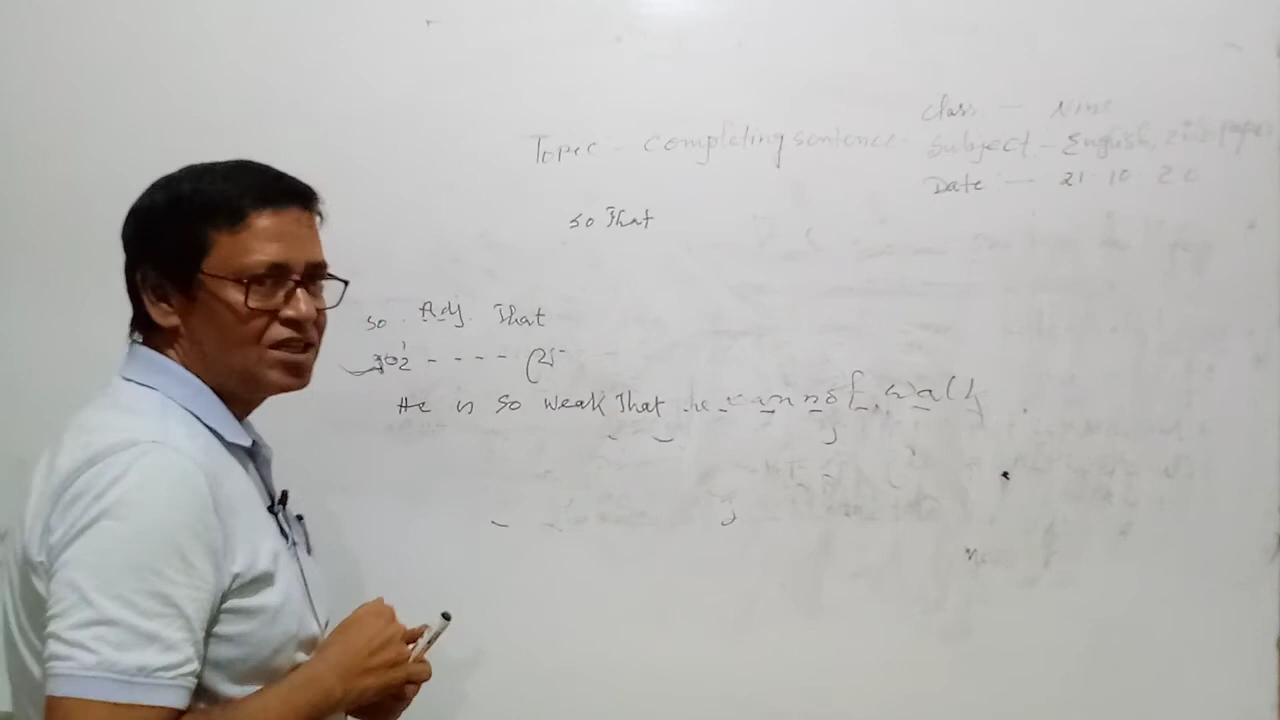 Class — Nine
Topic - completing sentence - Subject - English, 2nd paper
Date — 21 10 20
so That
so . Adj. That
- - - - যে
He is so weak That he cannot walk